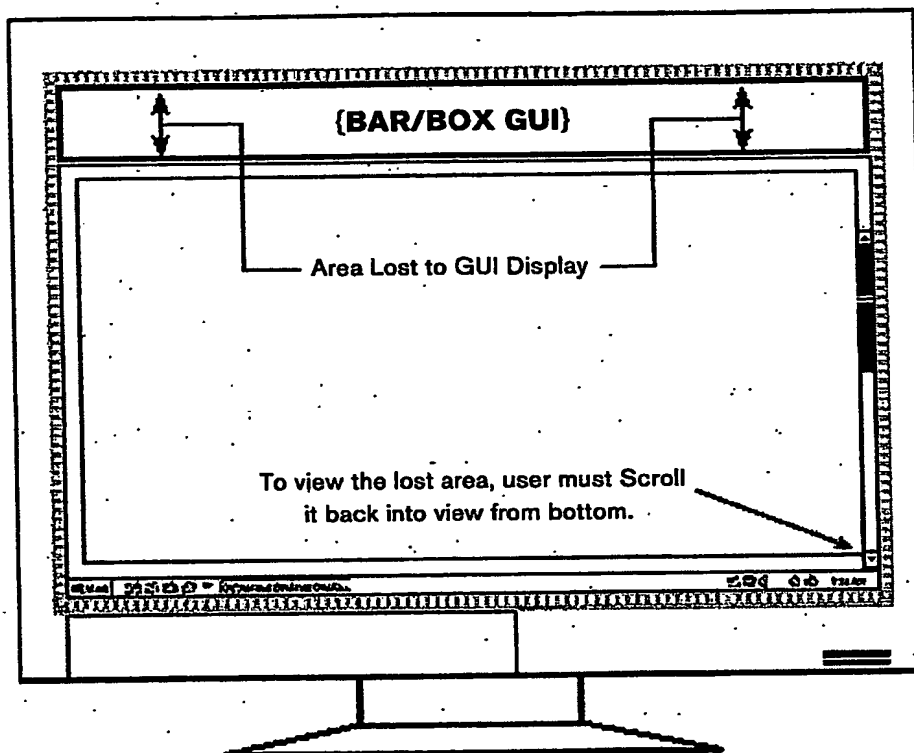 {BAR/BOX GUI}
Area Lost to GUI Display
To view the lost area, user must Scroll
it back into view from bottom.